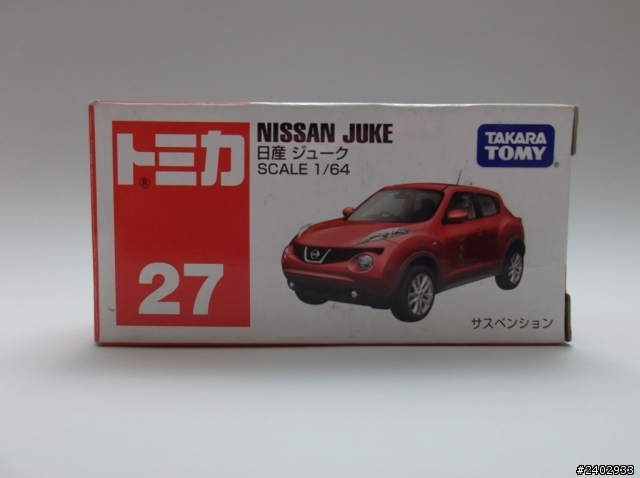 トミカ®
27
NISSAN JUKE
日産 ジューク
SCALE 1/64
TAKARA
TOMY®
サスペンション
#2402933